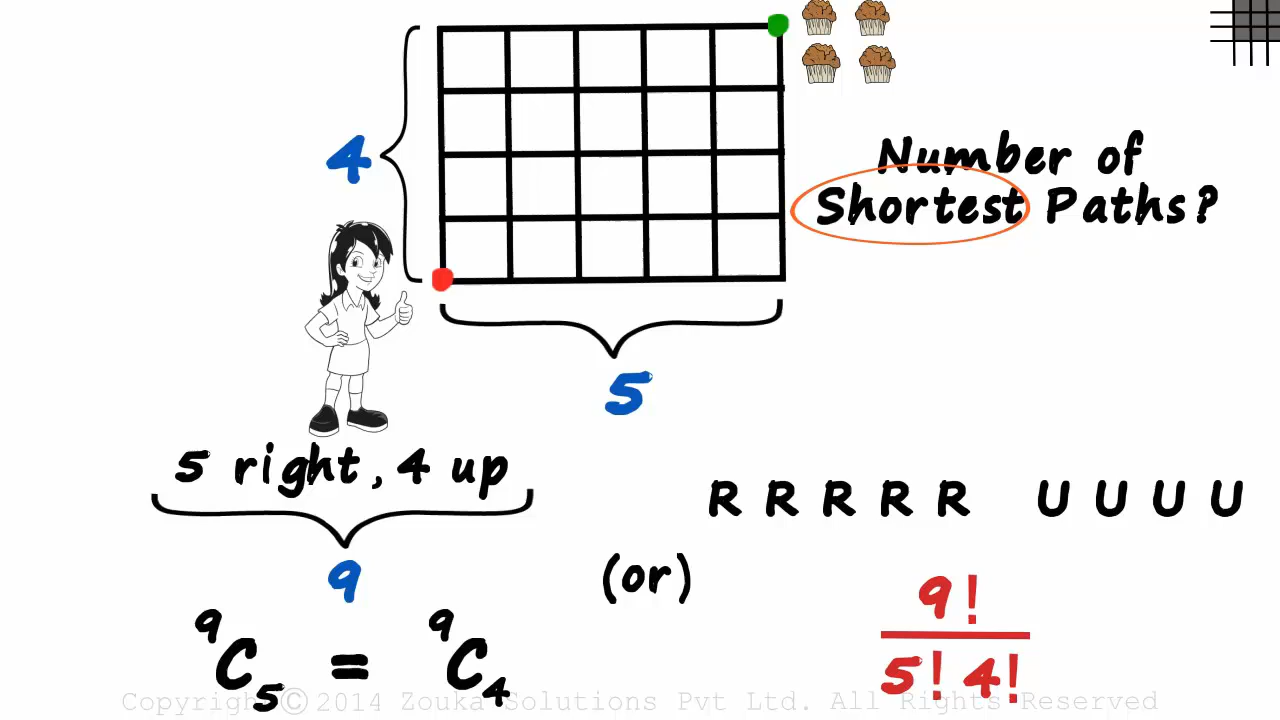 4
Number of
Shortest Paths?
5
5 right, 4 up
R R R R R U U U U
9
(or)
9!
5! 4!
⁹C₅ = ⁹C₄
Copyright © 2014 Zouka Solutions Pvt Ltd. All Rights Reserved